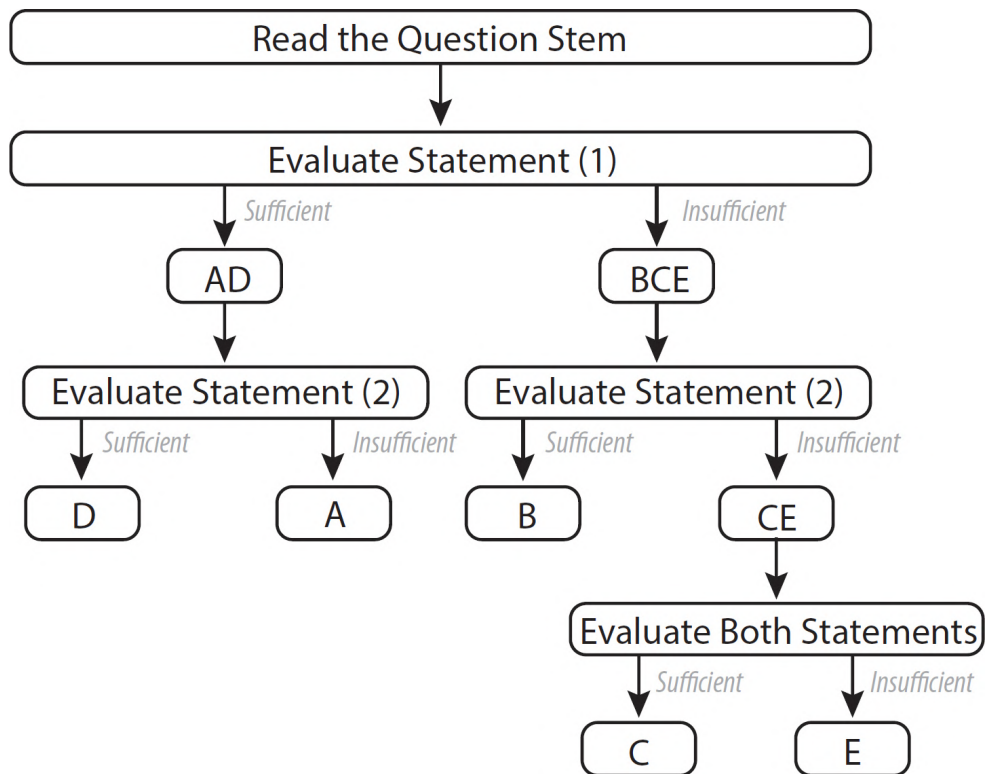 Read the Question Stem
Evaluate Statement (1)
Sufficient
Insufficient
AD
BCE
Evaluate Statement (2)
Evaluate Statement (2)
Sufficient
Insufficient
Sufficient
Insufficient
D
A
B
CE
Evaluate Both Statements
Sufficient
Insufficient
C
E